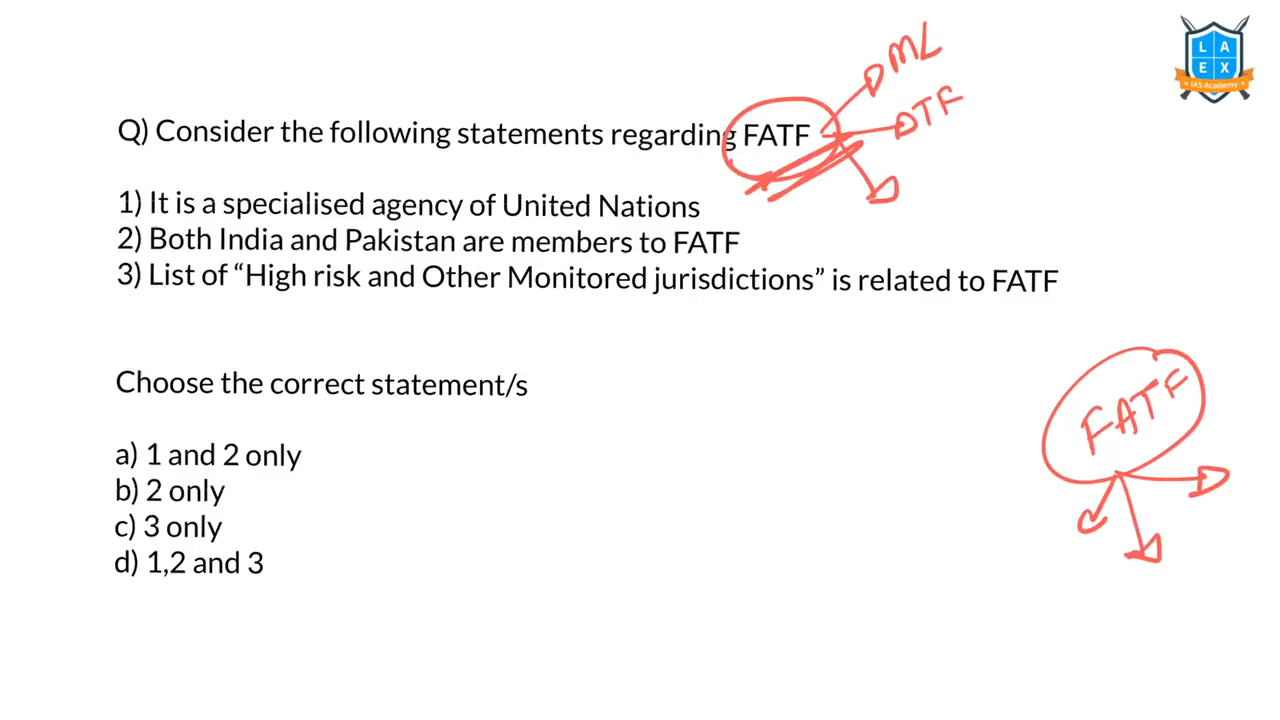 L A
E X
IAS Academy
ML
TF
Q) Consider the following statements regarding FATF
1) It is a specialised agency of United Nations
2) Both India and Pakistan are members to FATF
3) List of “High risk and Other Monitored jurisdictions” is related to FATF
Choose the correct statement/s
FATF
a) 1 and 2 only
b) 2 only
c) 3 only
d) 1,2 and 3